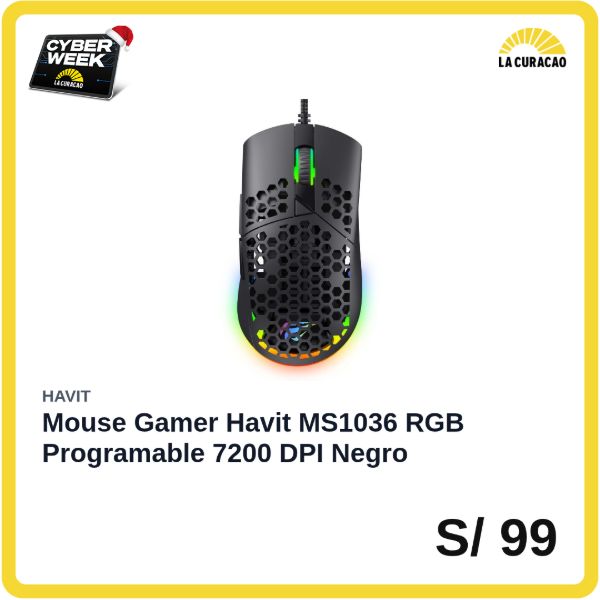 CYBER
WEEK
LA CURACAO
LA CURACAO
HAVIT
Mouse Gamer Havit MS1036 RGB
Programable 7200 DPI Negro
S/ 99